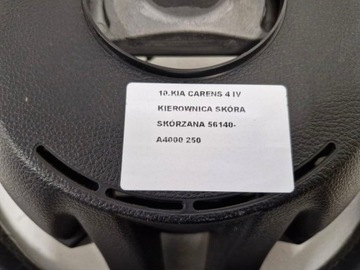 10.KIA CARENS 4 IV
KIEROWNICA SKÓRA
SKÓRZANA 56140-
A4000 250